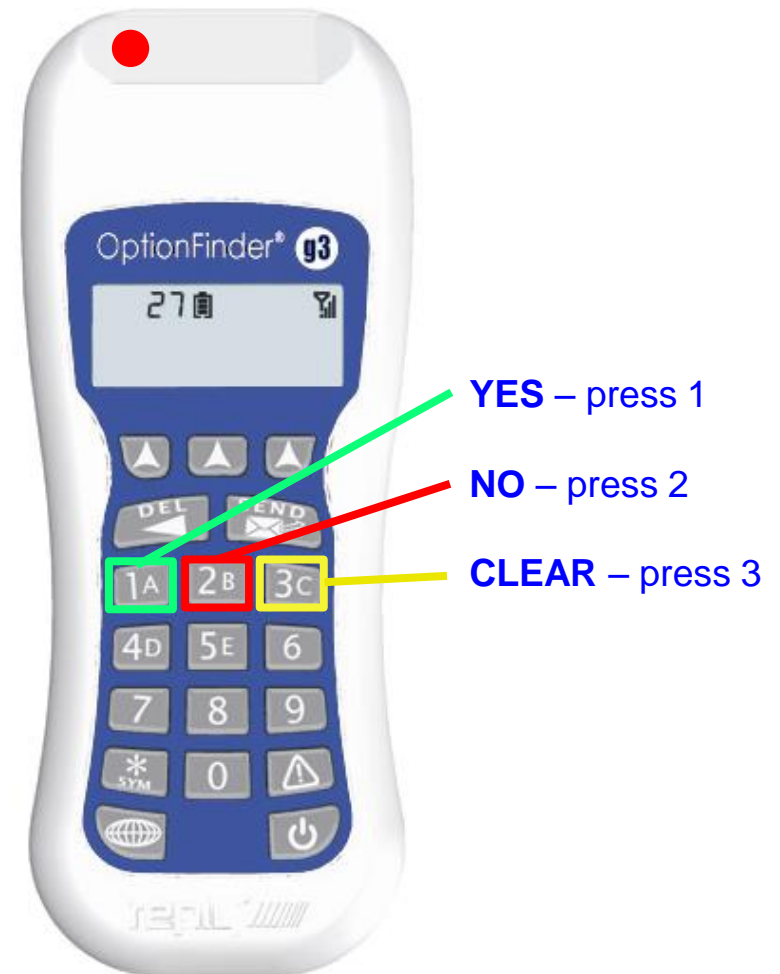 OptionFinder® g3
27
YES – press 1
NO – press 2
DEL SEND
CLEAR – press 3
1A 2B 3C
4D 5E 6
7 8 9
* SYM 0